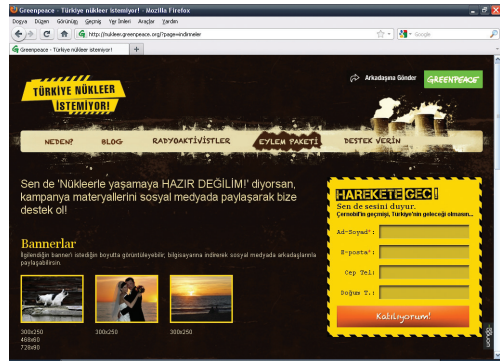 Greenpeace - Türkiye nükleer istemiyor! - Mozilla Firefox
Dosya Düzen Görünüm Geçmiş Yer İmleri Araçlar Yardım
http://nukleer.greenpeace.org/?page=indirmeler
Google
Greenpeace - Türkiye nükleer istemiyor!
TÜRKİYE NÜKLEER
İSTEMİYOR!
Arkadaşına Gönder
GREENPEACE
NEDEN?
BLOG
RADYOAKTİVİSTLER
EYLEM PAKETİ
DESTEK VERİN
Sen de 'Nükleerle yaşamaya HAZIR DEĞİLİM!' diyorsan,
kampanya materyallerini sosyal medyada paylaşarak bize
destek ol!
Bannerlar
İlgilendiğin banneri istediğin boyutta görüntüleyebilir, bilgisayarına indirerek sosyal medyada arkadaşlarınla
paylaşabilirsin.
300x250
468x60
728x90
300x250
300x250
HAREKETE GEÇ!
Sen de sesini duyur.
Çernobil'in geçmişi, Türkiye'nin geleceği olmasın...
Ad-Soyad*:
E-posta*:
Cep Tel:
Doğum T.:
Katılıyorum!